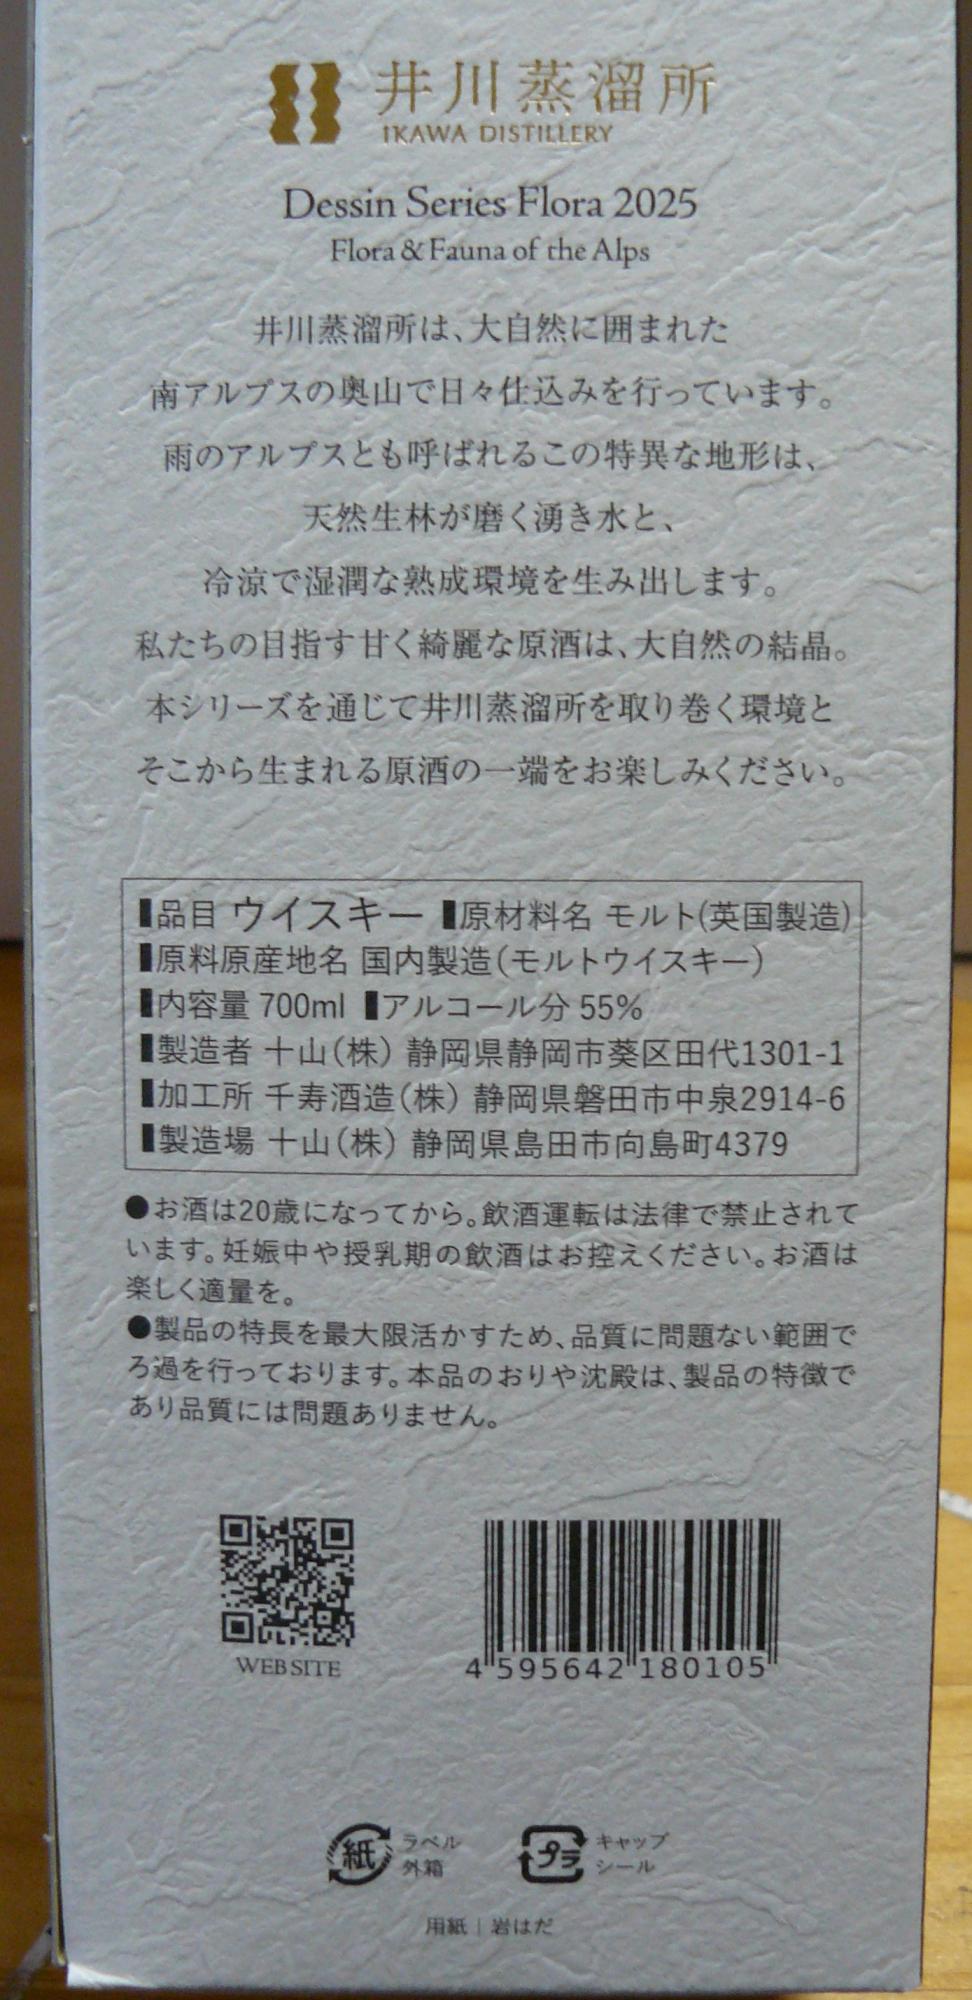 井川蒸溜所
IKAWA DISTILLERY
Dessin Series Flora 2025
Flora & Fauna of the Alps
井川蒸溜所は、大自然に囲まれた
南アルプスの奥山で日々仕込みを行っています。
雨のアルプスとも呼ばれるこの特異な地形は、
天然生林が磨く湧き水と、
冷涼で湿潤な熟成環境を生み出します。
私たちの目指す甘く綺麗な原酒は、大自然の結晶。
本シリーズを通じて井川蒸溜所を取り巻く環境と
そこから生まれる原酒の一端をお楽しみください。
▌品目 ウイスキー ▌原材料名 モルト(英国製造)
▌原料原産地名 国内製造(モルトウイスキー)
▌内容量 700ml ▌アルコール分 55%
▌製造者 十山(株) 静岡県静岡市葵区田代1301-1
▌加工所 千寿酒造(株) 静岡県磐田市中泉2914-6
▌製造場 十山(株) 静岡県島田市向島町4379
●お酒は20歳になってから。飲酒運転は法律で禁止されて
います。妊娠中や授乳期の飲酒はお控えください。お酒は
楽しく適量を。
●製品の特長を最大限活かすため、品質に問題ない範囲で
ろ過を行っております。本品のおりや沈殿は、製品の特徴で
あり品質には問題ありません。
WEB SITE
4 595642 180105
紙 ラベル 外箱
プラ キャップ シール
用紙 | 岩はだ